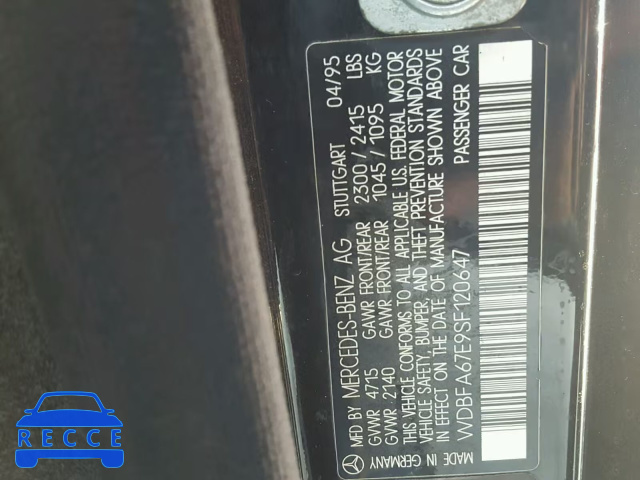 MFD BY MERCEDES-BENZ AG STUTTGART 04/95
GVWR 4715 GAWR FRONT/REAR 2300 / 2415 LBS
GVWR 2140 GAWR FRONT/REAR 1045 / 1095 KG
THIS VEHICLE CONFORMS TO ALL APPLICABLE U.S. FEDERAL MOTOR
VEHICLE SAFETY, BUMPER, AND THEFT PREVENTION STANDARDS
IN EFFECT ON THE DATE OF MANUFACTURE SHOWN ABOVE
WDBFA67E9SF120647 PASSENGER CAR
MADE IN GERMANY
RECCE